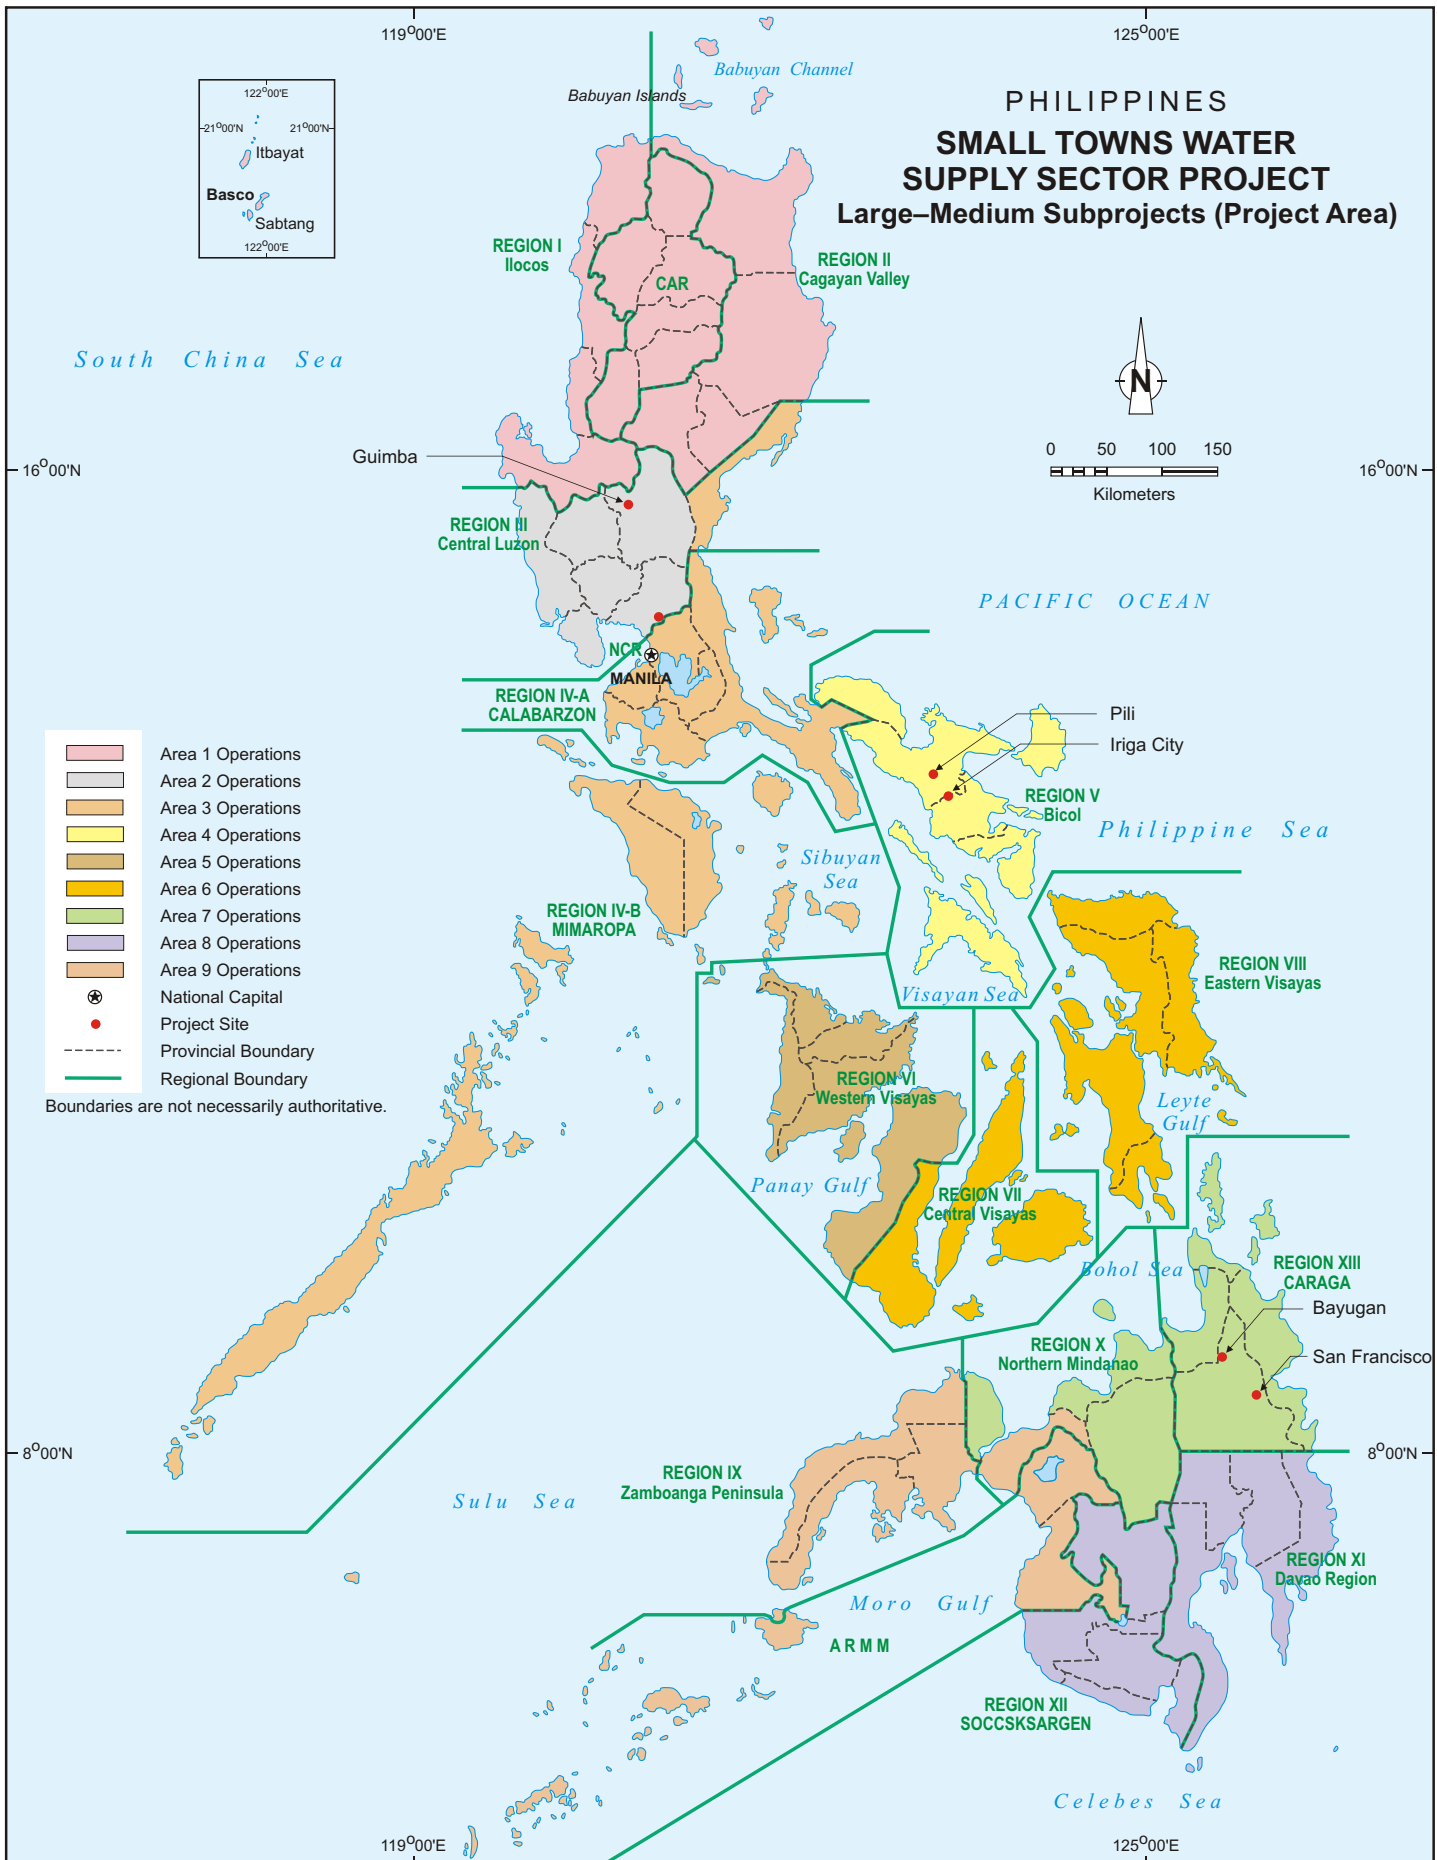 119°00'E
125°00'E
Babuyan Channel
Babuyan Islands
122°00'E
21°00'N
21°00'N
Itbayat
Basco
Sabtang
122°00'E
PHILIPPINES
SMALL TOWNS WATER
SUPPLY SECTOR PROJECT
Large–Medium Subprojects (Project Area)
REGION I
Ilocos
REGION II
Cagayan Valley
CAR
South China Sea
N
Guimba
16°00'N
16°00'N
0 50 100 150
Kilometers
REGION III
Central Luzon
PACIFIC OCEAN
NCR
MANILA
REGION IV-A
CALABARZON
Pili
Iriga City
REGION V
Bicol
Philippine Sea
Sibuyan
Sea
REGION IV-B
MIMAROPA
Area 1 Operations
Area 2 Operations
Area 3 Operations
Area 4 Operations
Area 5 Operations
Area 6 Operations
Area 7 Operations
Area 8 Operations
Area 9 Operations
National Capital
Project Site
Provincial Boundary
Regional Boundary
Boundaries are not necessarily authoritative.
REGION VIII
Eastern Visayas
Visayan Sea
REGION VI
Western Visayas
Leyte
Gulf
Panay Gulf
REGION VII
Central Visayas
Bohol Sea
REGION XIII
CARAGA
Bayugan
REGION X
Northern Mindanao
San Francisco
8°00'N
8°00'N
REGION IX
Zamboanga Peninsula
Sulu Sea
REGION XI
Davao Region
Moro Gulf
ARMM
REGION XII
SOCCSKSARGEN
Celebes Sea
119°00'E
125°00'E